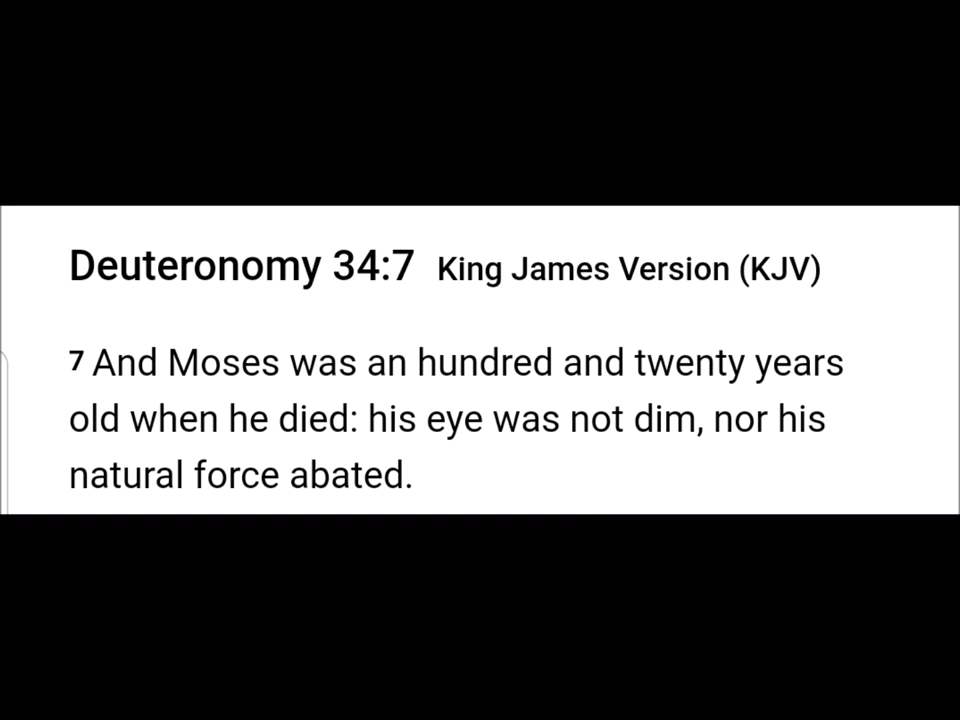 Deuteronomy 34:7 King James Version (KJV)
7 And Moses was an hundred and twenty years
old when he died: his eye was not dim, nor his
natural force abated.